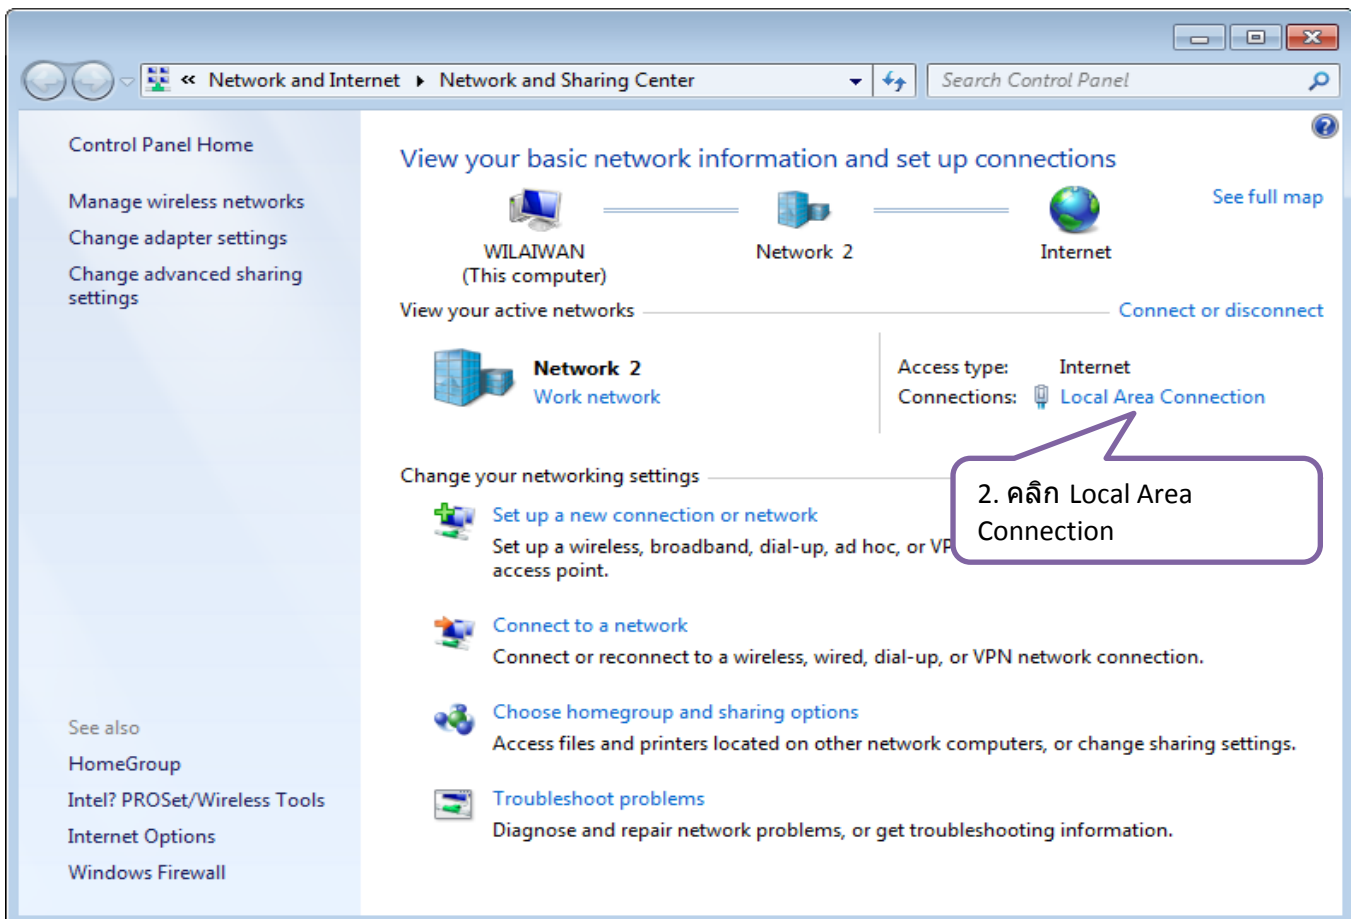 « Network and Internet ▸ Network and Sharing Center
Search Control Panel
Control Panel Home
Manage wireless networks
Change adapter settings
Change advanced sharing
settings
See also
HomeGroup
Intel? PROSet/Wireless Tools
Internet Options
Windows Firewall
View your basic network information and set up connections
See full map
WILAIWAN
(This computer)
Network 2
Internet
View your active networks
Connect or disconnect
Network 2
Work network
Access type: Internet
Connections: Local Area Connection
2. คลิก Local Area
Connection
Change your networking settings
Set up a new connection or network
Set up a wireless, broadband, dial-up, ad hoc, or
access point.
Connect to a network
Connect or reconnect to a wireless, wired, dial-up, or VPN network connection.
Choose homegroup and sharing options
Access files and printers located on other network computers, or change sharing settings.
Troubleshoot problems
Diagnose and repair network problems, or get troubleshooting information.